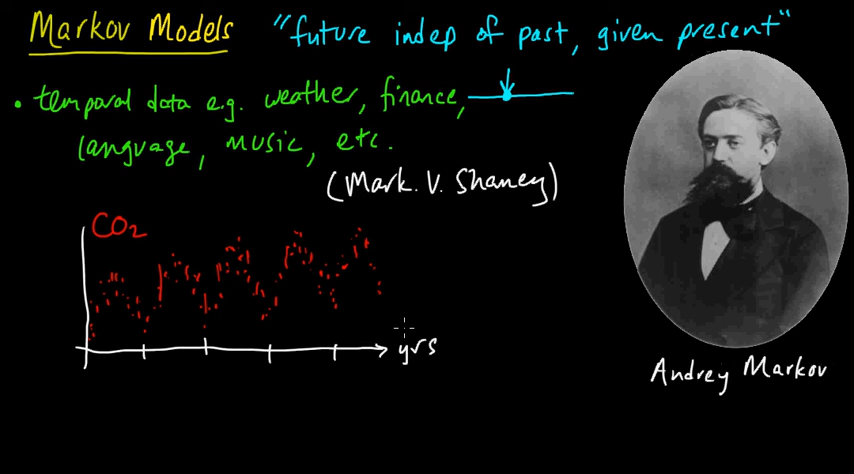 Markov Models "future indep of past, given present"
• temporal data e.g. weather, finance,
language, music, etc.
(Mark. V. Shaney)
CO2
yrs
Andrey Markov